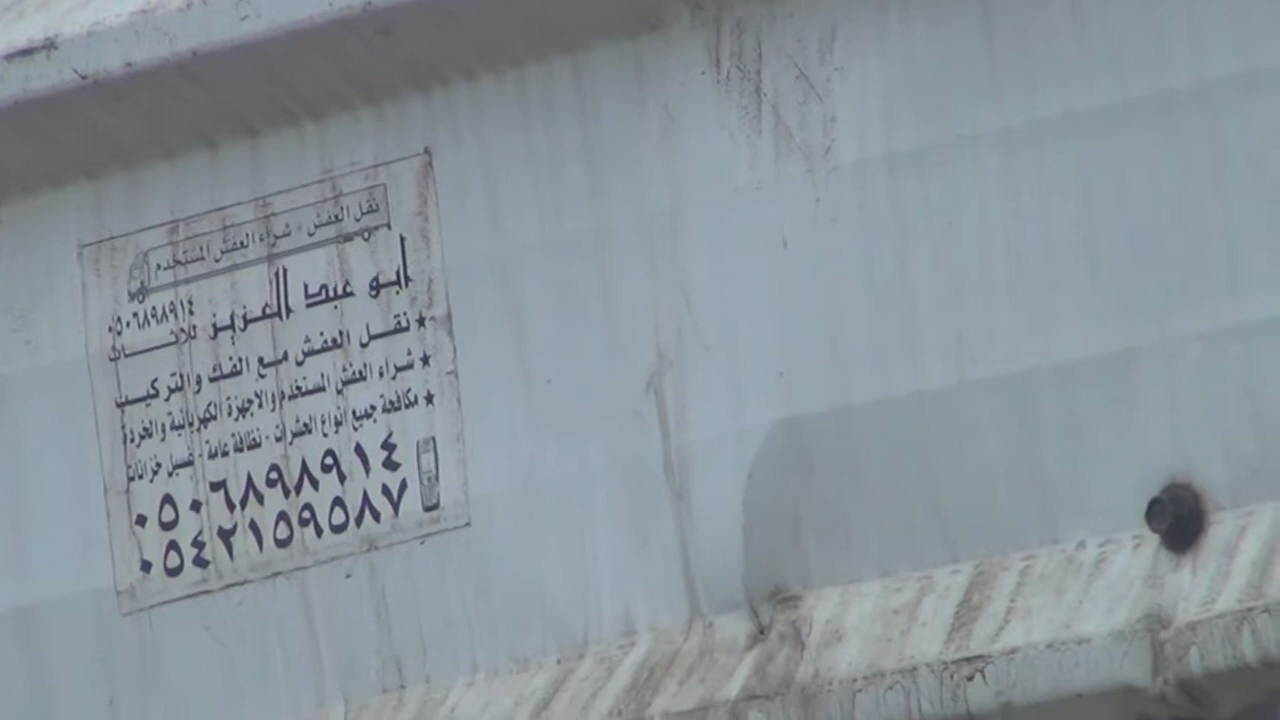 نقل العفش - شراء العفش المستخدم
ابو عبد العزيز للاثاث
٠٥٠٦٨٩٨٩١٤
★ نقل العفش مع الفك والتركيب
★ شراء العفش المستخدم والاجهزة الكهربائية والخردة
★ مكافحة جميع انواع الحشرات - نظافة عامة - غسيل خزانات
٠٥٠٦٨٩٨٩١٤
٠٥٤٢١٥٩٥٨٧